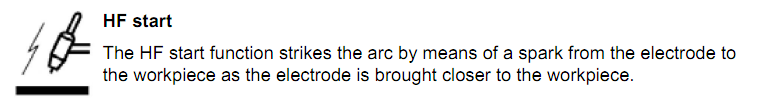 HF start
The HF start function strikes the arc by means of a spark from the electrode to
the workpiece as the electrode is brought closer to the workpiece.